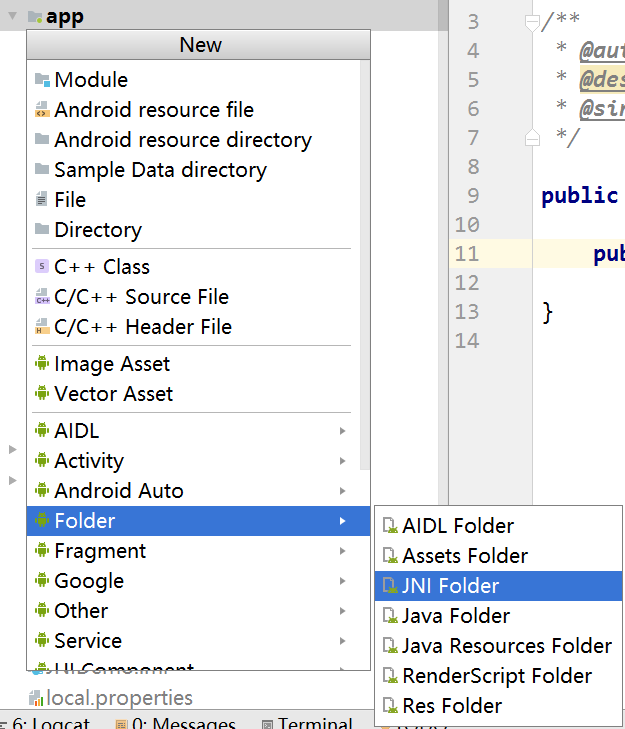 app
New
Module
Android resource file
Android resource directory
Sample Data directory
File
Directory
C++ Class
C/C++ Source File
C/C++ Header File
Image Asset
Vector Asset
AIDL
Activity
Android Auto
Folder
Fragment
Google
Other
Service
UI Component
AIDL Folder
Assets Folder
JNI Folder
Java Folder
Java Resources Folder
RenderScript Folder
Res Folder
local.properties
6: Logcat 0: Messages Terminal
3 /**
4 * @aut
5 * @des
6 * @sin
7 */
8
9 public
10
11 pub
12
13 }
14